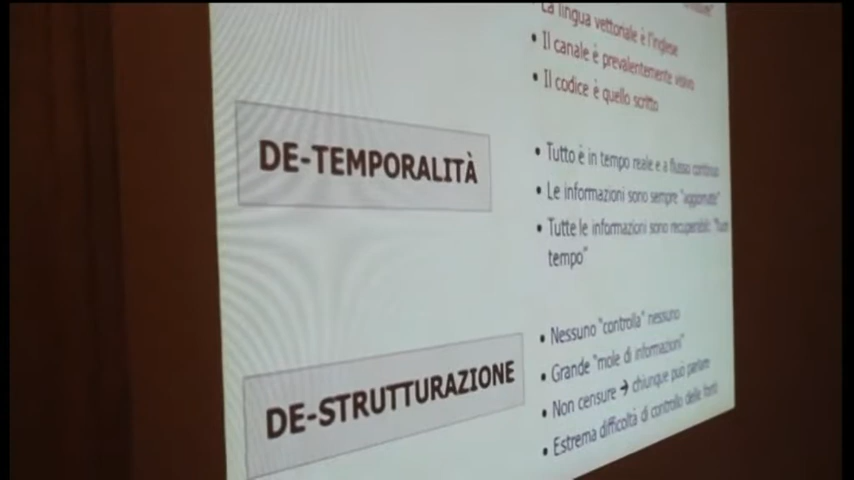 • La lingua vettoriale è l'inglese
• Il canale è prevalentemente visivo
• Il codice è quello scritto
DE-TEMPORALITÀ
• Tutto è in tempo reale e a flusso continuo
• Le informazioni sono sempre "aggiornate"
• Tutte le informazioni sono recuperabili: "fuori
tempo"
DE-STRUTTURAZIONE
• Nessuno "controlla" nessuno
• Grande "mole di informazioni"
• Non censure → chiunque può parlare
• Estrema difficoltà di controllo delle fonti